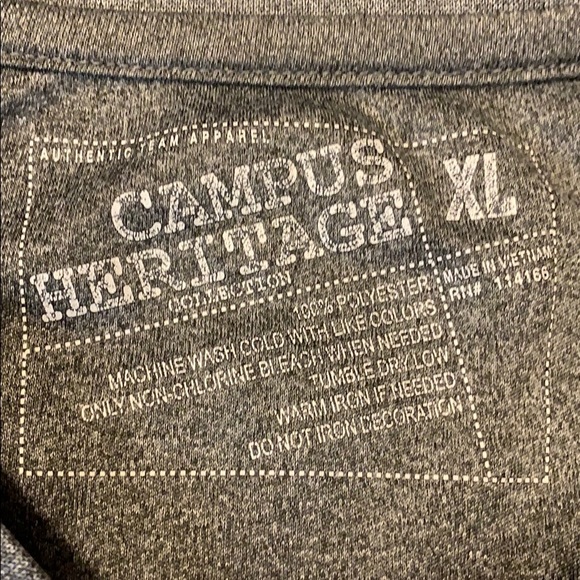 AUTHENTIC TEAM APPAREL
CAMPUS
HERITAGE
COLLECTION
XL
MADE IN VIETNAM
RN# 114166
100% POLYESTER
MACHINE WASH COLD WITH LIKE COLORS
ONLY NON-CHLORINE BLEACH WHEN NEEDED
TUMBLE DRY LOW
WARM IRON IF NEEDED
DO NOT IRON DECORATION